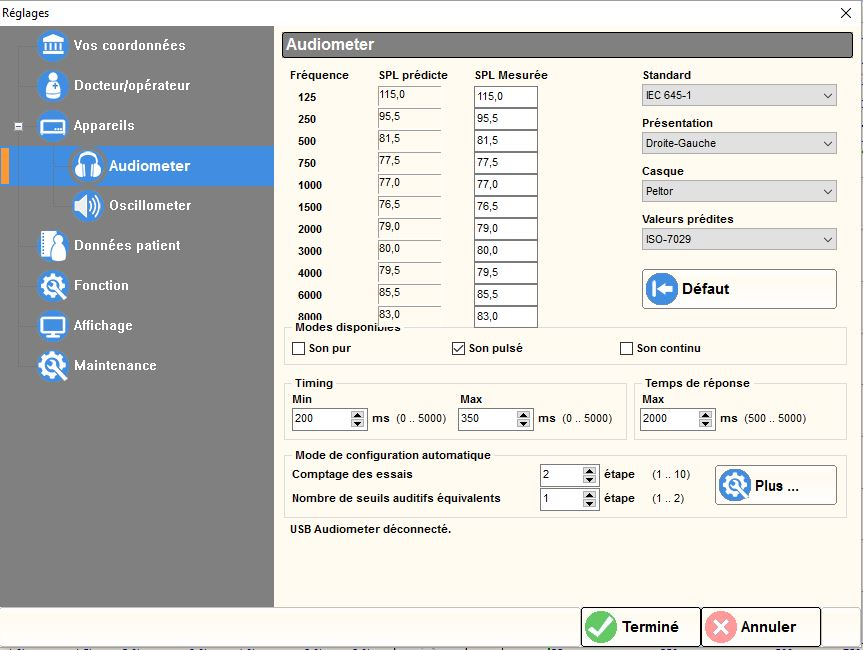 Réglages
Vos coordonnées
Docteur/opérateur
Appareils
Audiometer
Oscillometer
Données patient
Fonction
Affichage
Maintenance
Audiometer
Fréquence SPL prédicte SPL Mesurée
125 115,0 115,0
250 95,5 95,5
500 81,5 81,5
750 77,5 77,5
1000 77,0 77,0
1500 76,5 76,5
2000 79,0 79,0
3000 80,0 80,0
4000 79,5 79,5
6000 85,5 85,5
8000 83,0 83,0
Standard
IEC 645-1
Présentation
Droite-Gauche
Casque
Peltor
Valeurs prédites
ISO-7029
Défaut
Modes disponibles
Son pur Son pulsé Son continu
Timing
Min Max
200 ms (0 .. 5000) 350 ms (0 .. 5000)
Temps de réponse
Max
2000 ms (500 .. 5000)
Mode de configuration automatique
Comptage des essais 2 étape (1 .. 10)
Nombre de seuils auditifs équivalents 1 étape (1 .. 2)
Plus ...
USB Audiometer déconnecté.
Terminé Annuler